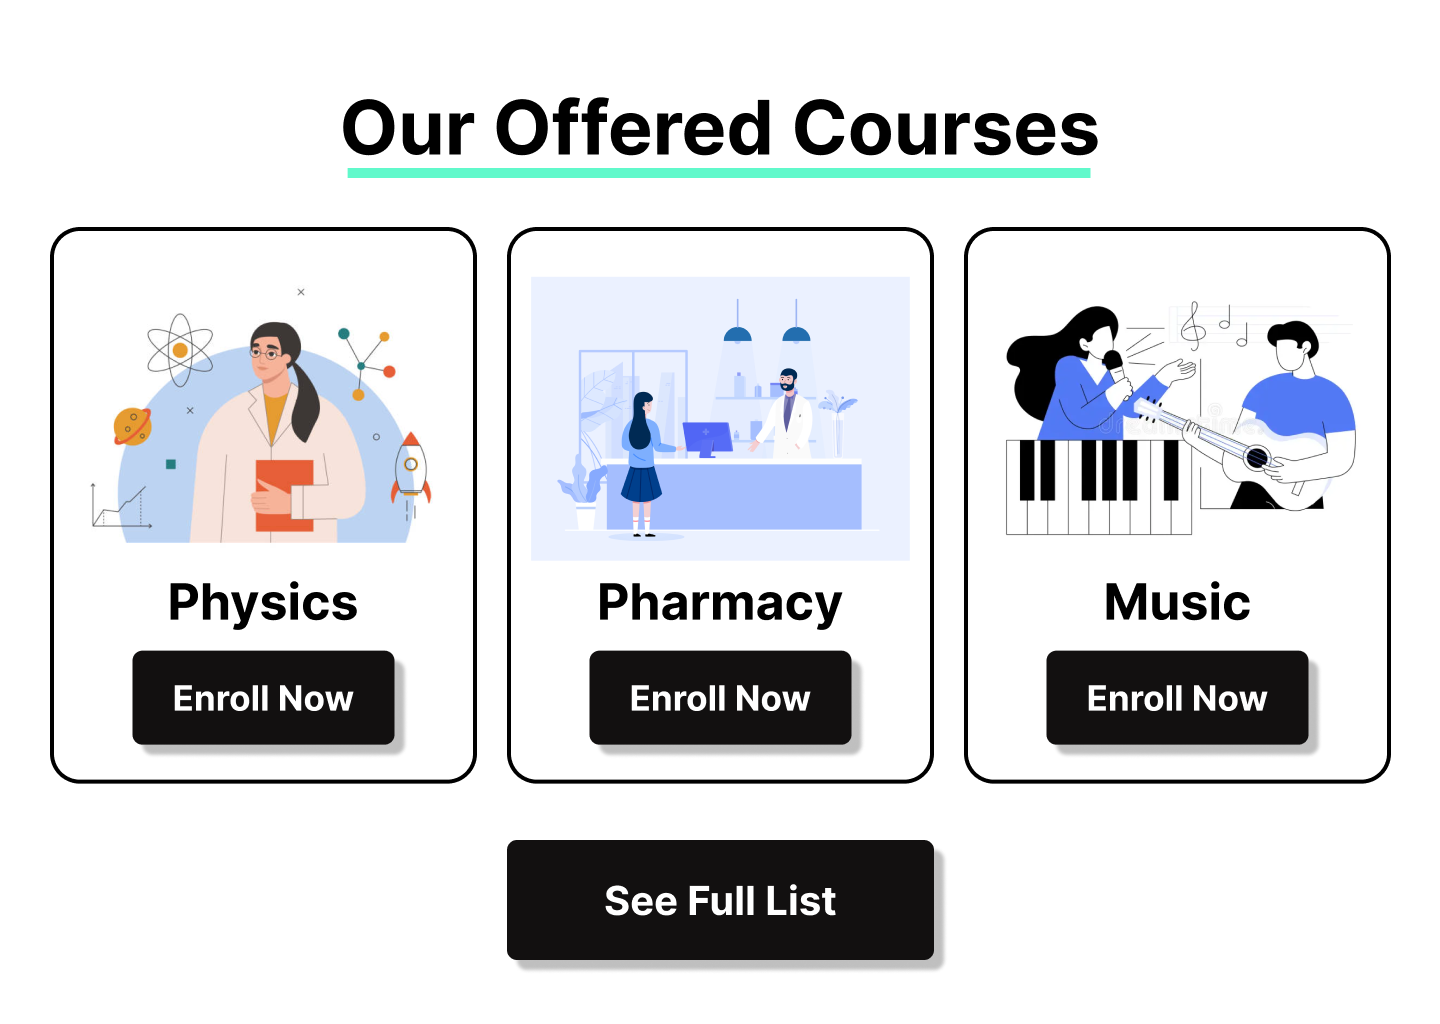 Our Offered Courses
Physics
Pharmacy
Music
Enroll Now
Enroll Now
Enroll Now
See Full List